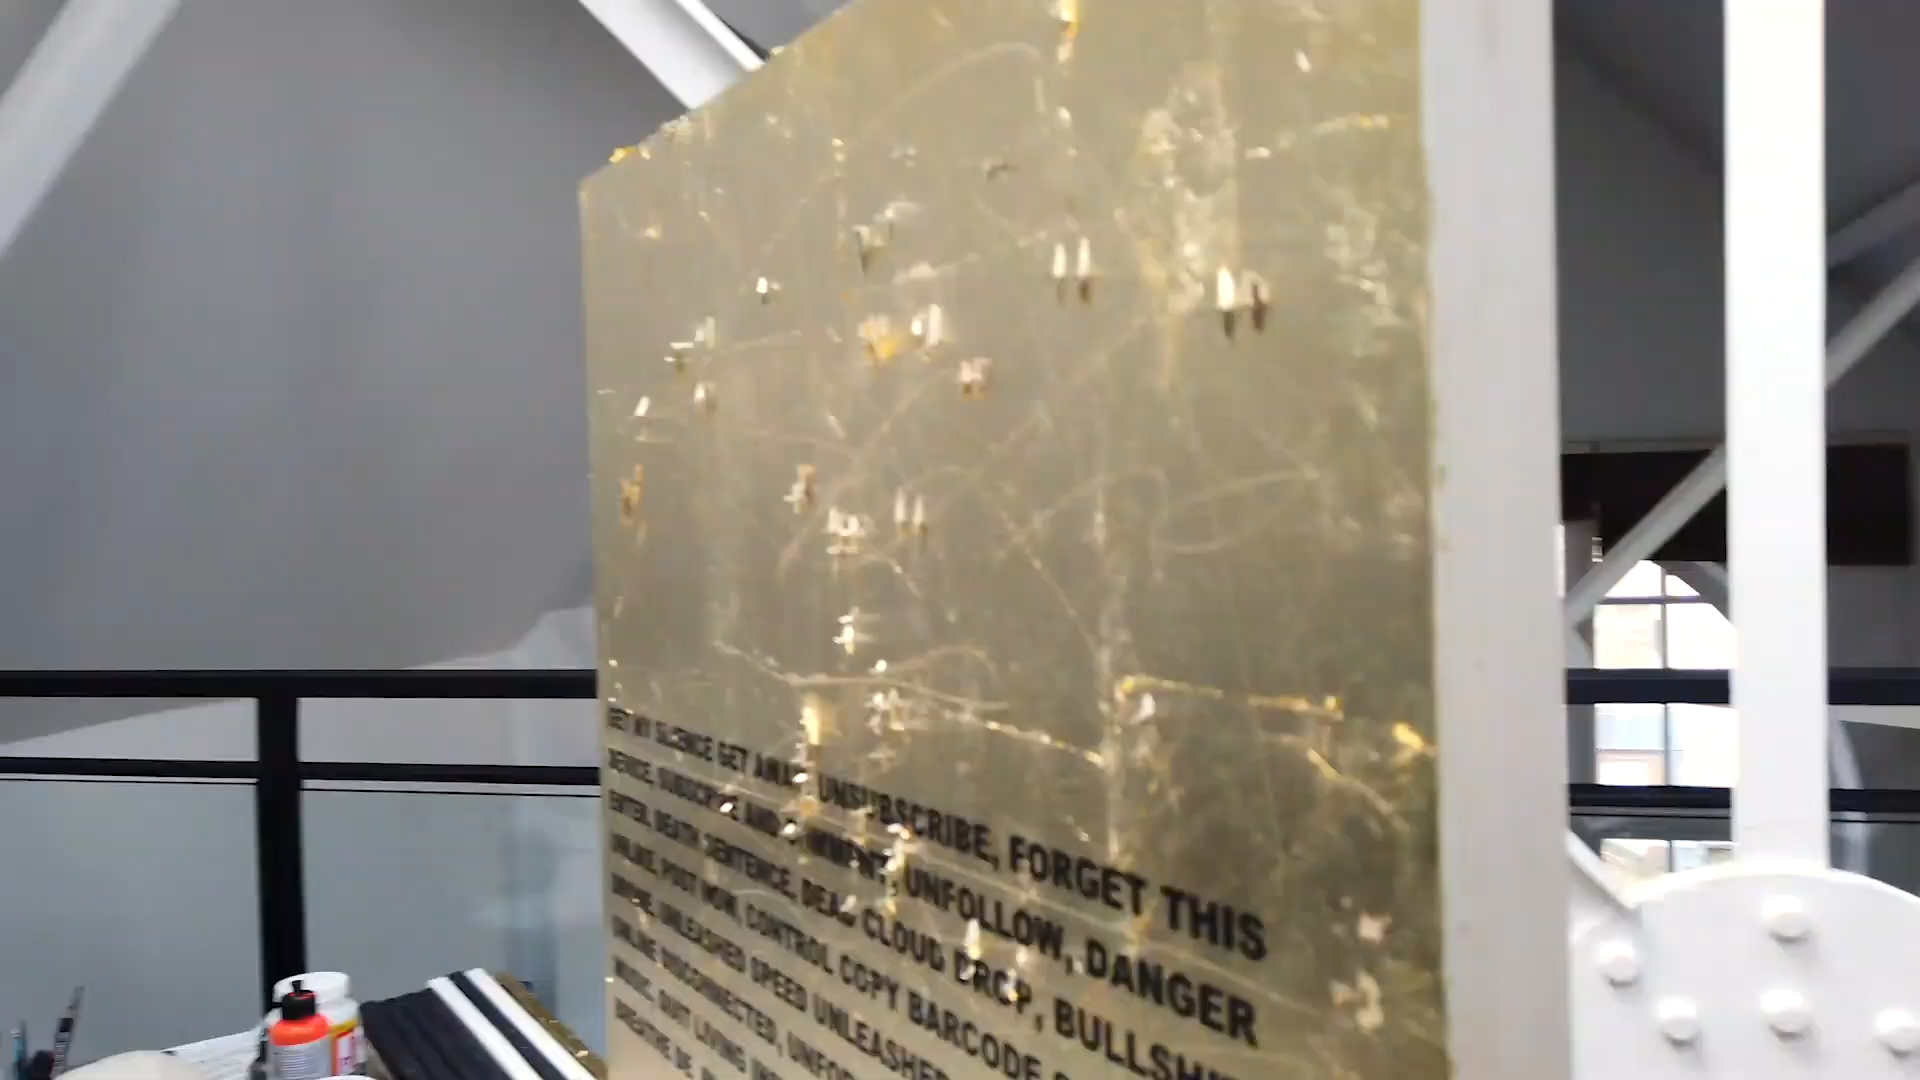 GET MY SILENCE GET AWAY, UNSUBSCRIBE, FORGET THIS
DEVICE, SUBSCRIBE AND COMMENT, UNFOLLOW, DANGER
ENTER, DEATH SENTENCE, DEAD CLOUD DROP, BULLSHIT
ONLINE, POST NOW, CONTROL COPY BARCODE
UNLEASHED SPEED UNLEASHED
ONLINE DISCONNECTED,
MUSIC, QUIT LIVING
BREATHE